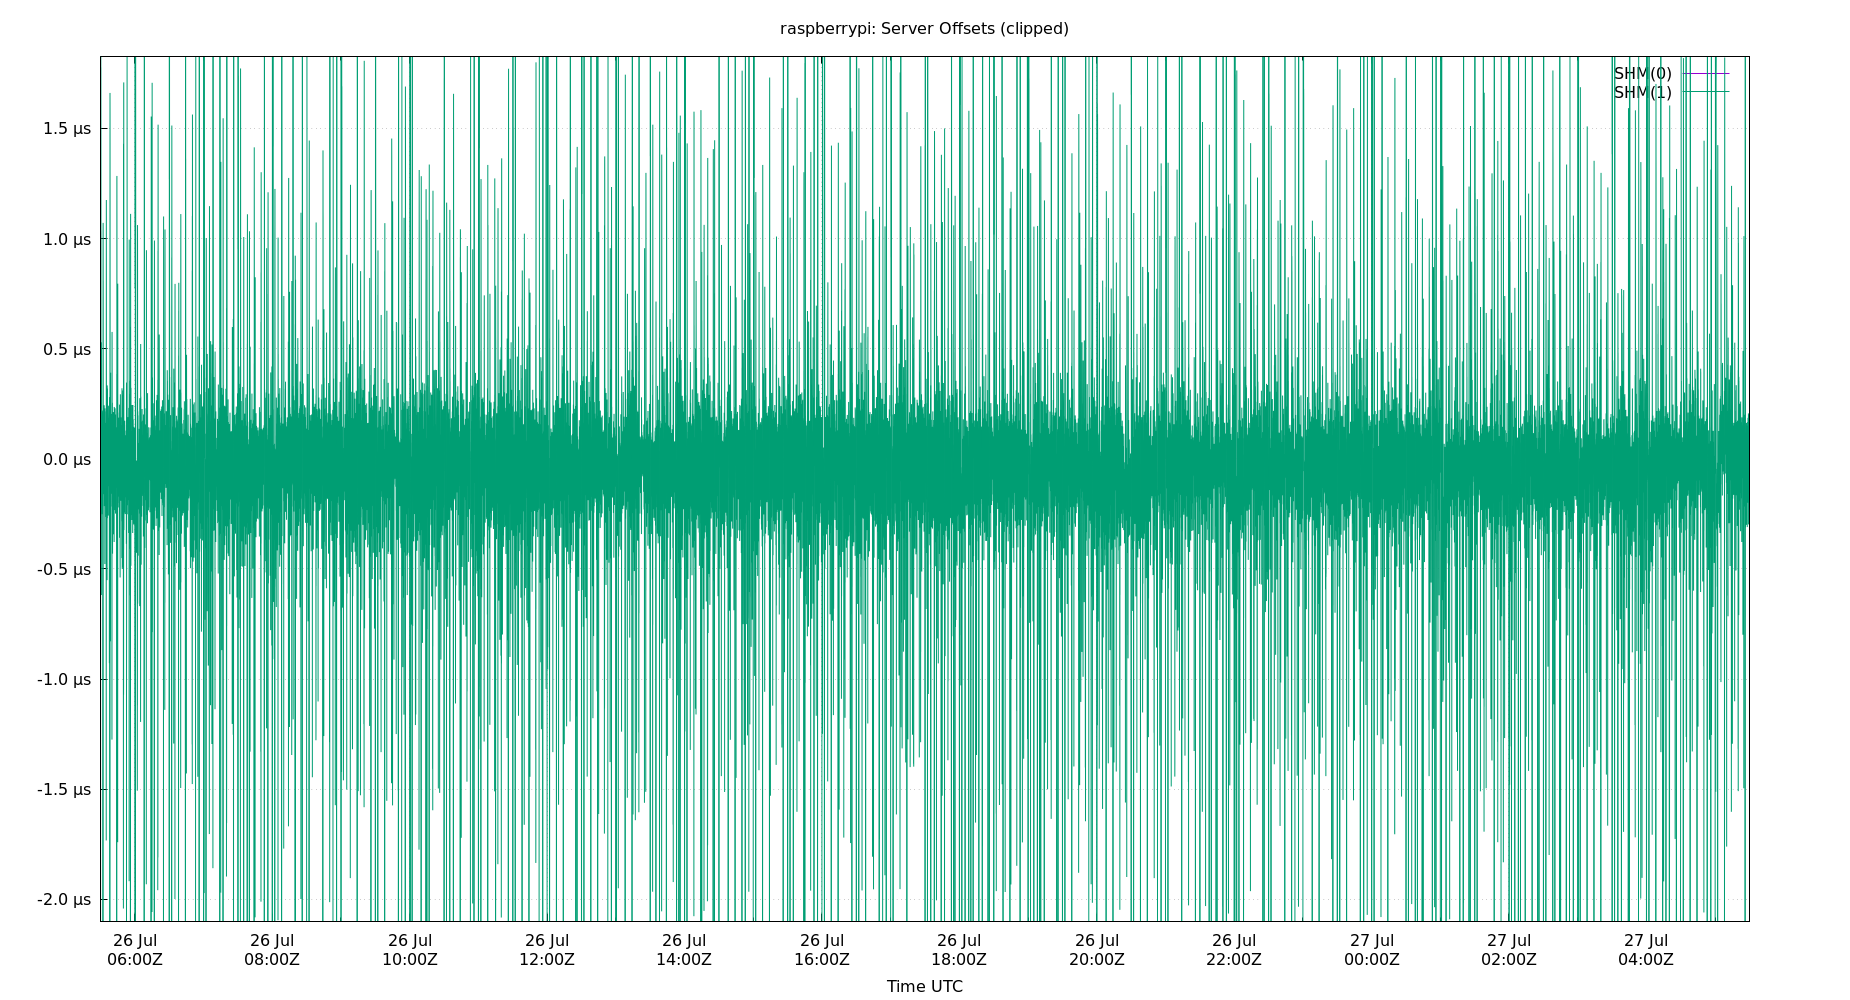 raspberrypi: Server Offsets (clipped)
SHM(0)
SHM(1)
1.5 µs
1.0 µs
0.5 µs
0.0 µs
-0.5 µs
-1.0 µs
-1.5 µs
-2.0 µs
26 Jul 26 Jul 26 Jul 26 Jul 26 Jul 26 Jul 26 Jul 26 Jul 26 Jul 27 Jul 27 Jul 27 Jul
06:00Z 08:00Z 10:00Z 12:00Z 14:00Z 16:00Z 18:00Z 20:00Z 22:00Z 00:00Z 02:00Z 04:00Z
Time UTC